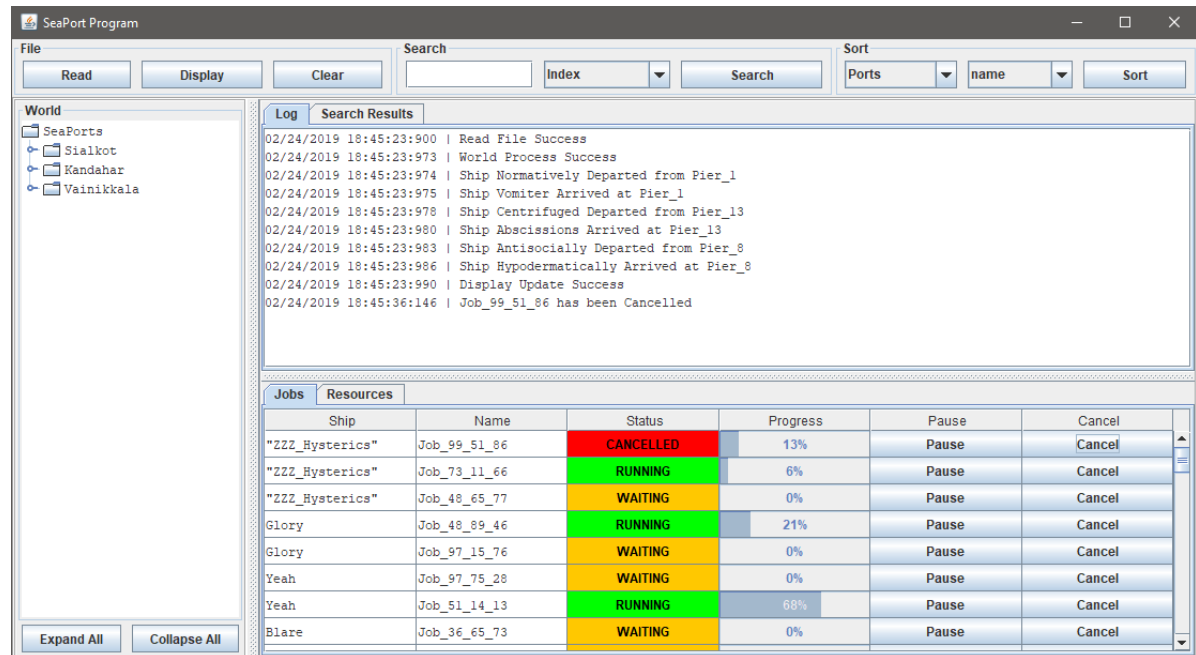 SeaPort Program
File Search Sort
Read Display Clear Index Search Ports name Sort
World
SeaPorts
Sialkot
Kandahar
Vainikkala
Expand All Collapse All
Log Search Results
02/24/2019 18:45:23:900 | Read File Success
02/24/2019 18:45:23:973 | World Process Success
02/24/2019 18:45:23:974 | Ship Normatively Departed from Pier_1
02/24/2019 18:45:23:975 | Ship Vomiter Arrived at Pier_1
02/24/2019 18:45:23:978 | Ship Centrifuged Departed from Pier_13
02/24/2019 18:45:23:980 | Ship Abscissions Arrived at Pier_13
02/24/2019 18:45:23:983 | Ship Antisocially Departed from Pier_8
02/24/2019 18:45:23:986 | Ship Hypodermatically Arrived at Pier_8
02/24/2019 18:45:23:990 | Display Update Success
02/24/2019 18:45:36:146 | Job_99_51_86 has been Cancelled
Jobs Resources
Ship Name Status Progress Pause Cancel
"ZZZ_Hysterics" Job_99_51_86 CANCELLED 13% Pause Cancel
"ZZZ_Hysterics" Job_73_11_66 RUNNING 6% Pause Cancel
"ZZZ_Hysterics" Job_48_65_77 WAITING 0% Pause Cancel
Glory Job_48_89_46 RUNNING 21% Pause Cancel
Glory Job_97_15_76 WAITING 0% Pause Cancel
Yeah Job_97_75_28 WAITING 0% Pause Cancel
Yeah Job_51_14_13 RUNNING 68% Pause Cancel
Blare Job_36_65_73 WAITING 0% Pause Cancel